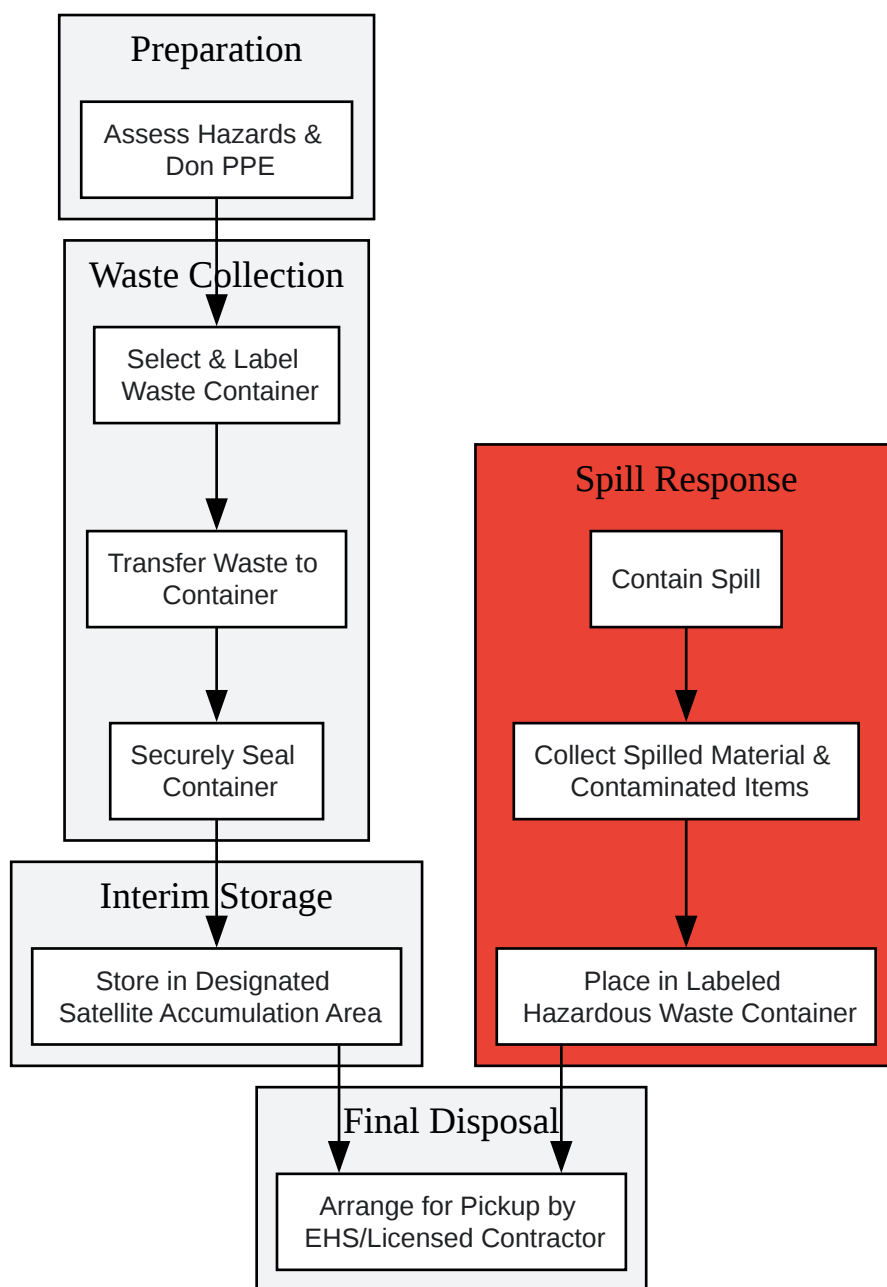 Preparation
Assess Hazards &
Don PPE
Waste Collection
Select & Label
Waste Container
Transfer Waste to
Container
Securely Seal
Container
Interim Storage
Store in Designated
Satellite Accumulation Area
Spill Response
Contain Spill
Collect Spilled Material &
Contaminated Items
Place in Labeled
Hazardous Waste Container
Final Disposal
Arrange for Pickup by
EHS/Licensed Contractor